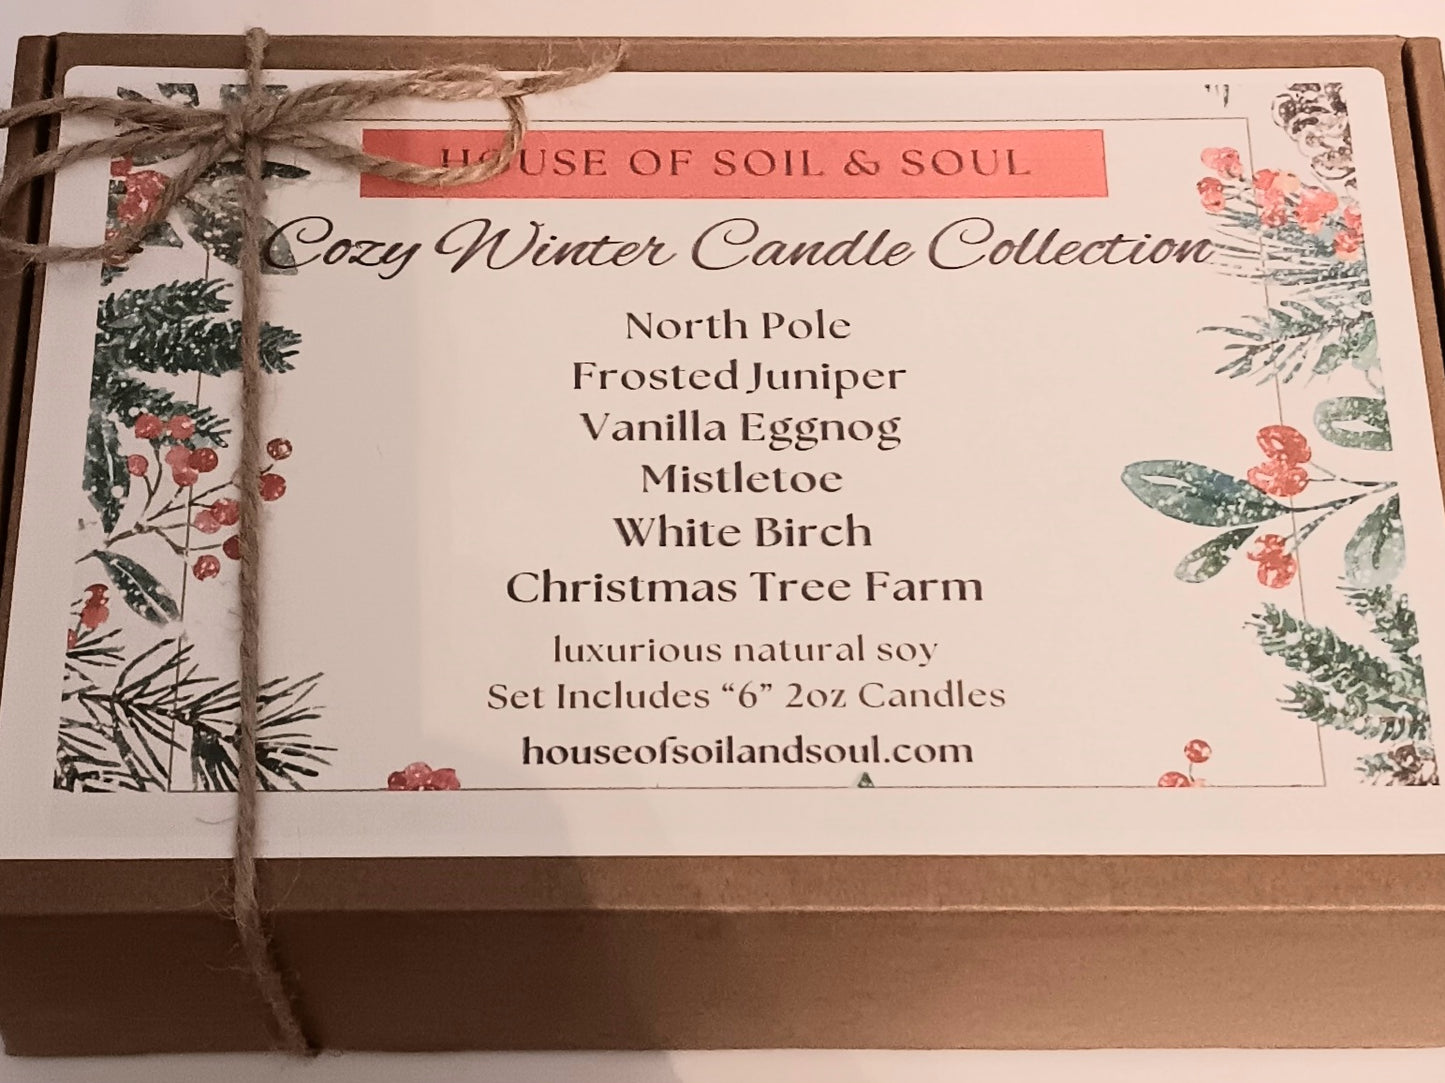 HOUSE OF SOIL & SOUL
Cozy Winter Candle Collection
North Pole
Frosted Juniper
Vanilla Eggnog
Mistletoe
White Birch
Christmas Tree Farm
luxurious natural soy
Set Includes “6” 2oz Candles
houseofsoilandsoul.com